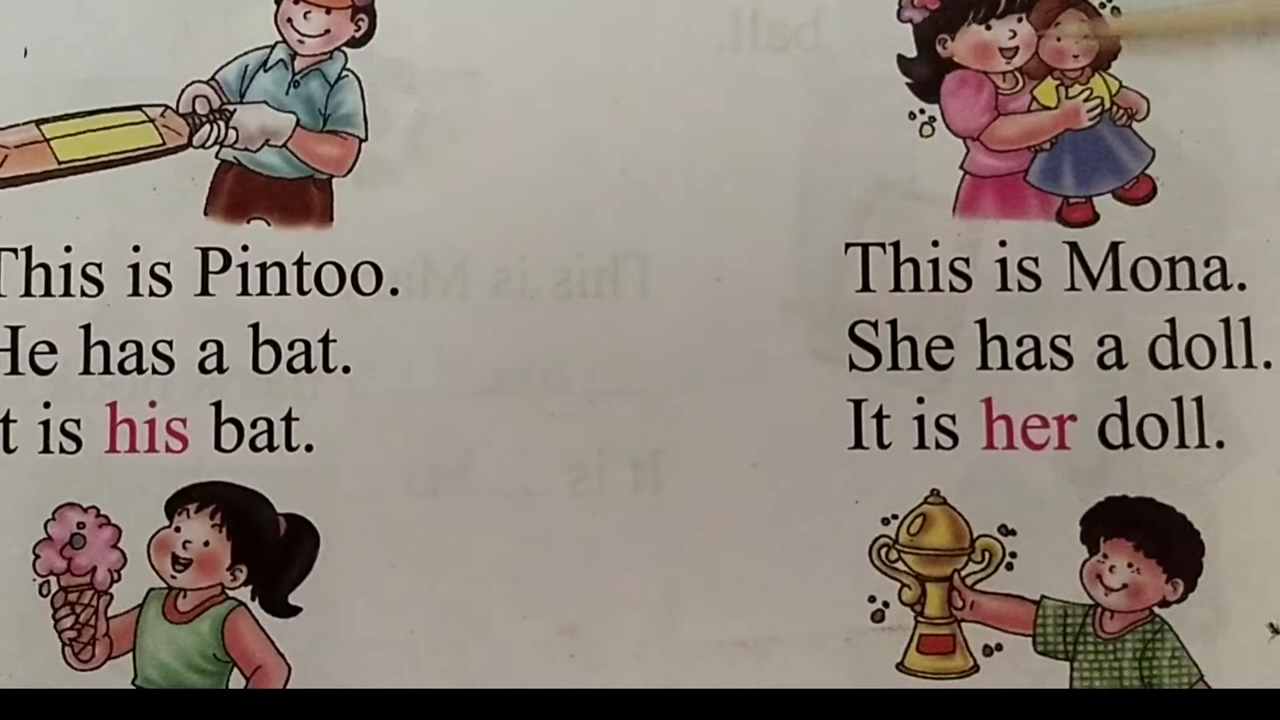 This is Pintoo.
He has a bat.
It is his bat.
This is Mona.
She has a doll.
It is her doll.